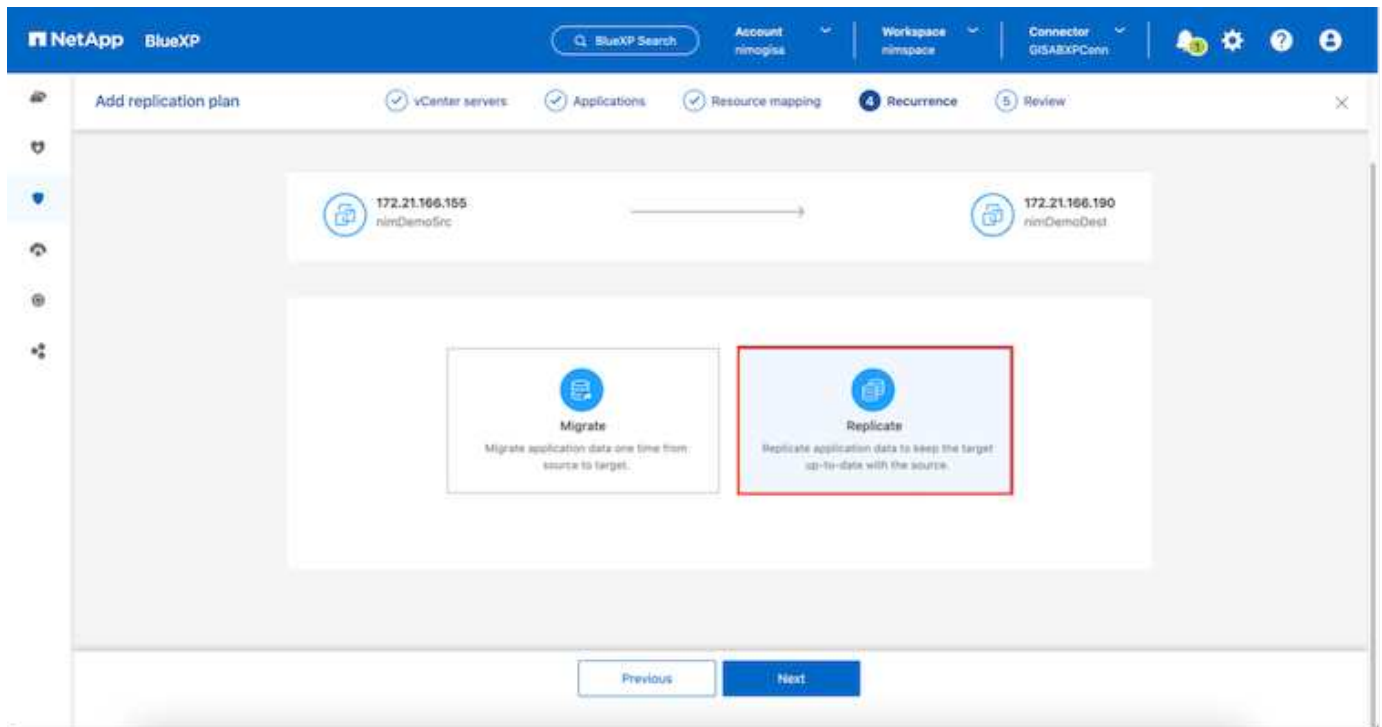 NetApp BlueXP
BlueXP Search
Account
nimogisa
Workspace
nimspace
Connector
GISABXPConn
1
Add replication plan
vCenter servers
Applications
Resource mapping
4 Recurrence
5 Review
172.21.166.155
nimDemoSrc
172.21.166.190
nimDemoDest
Migrate
Migrate application data one time from
source to target.
Replicate
Replicate application data to keep the target
up-to-date with the source.
Previous
Next